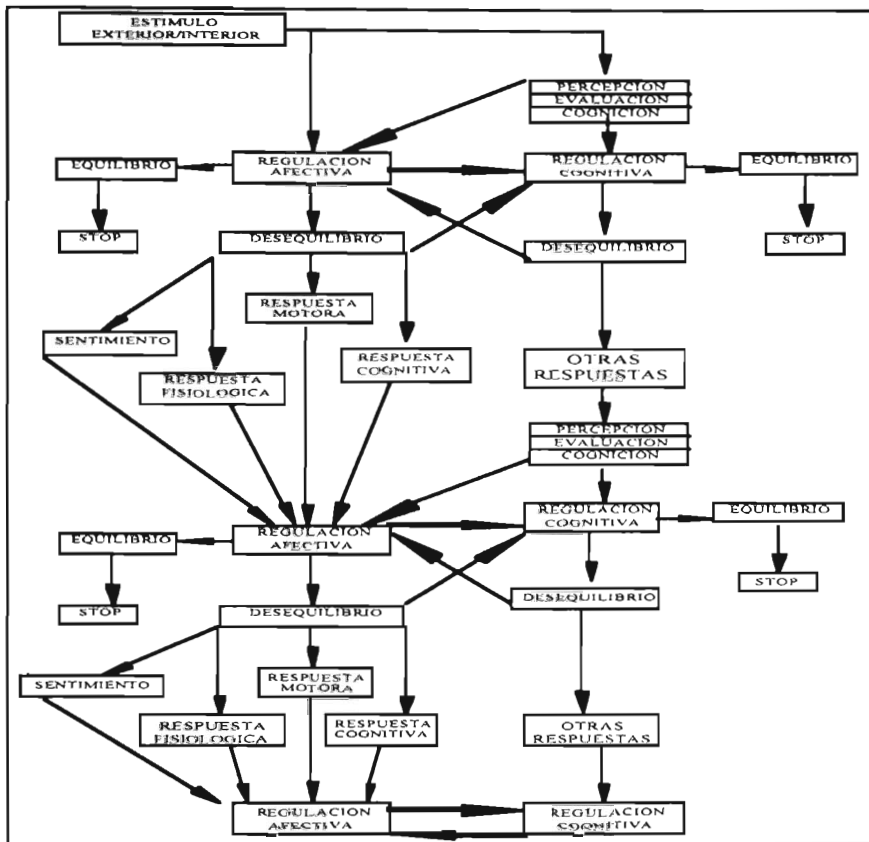 ESTIMULO
EXTERIOR/INTERIOR
PERCEPCION
EVALUACION
COGNICION
EQUILIBRIO
REGULACION
AFECTIVA
REGULACION
COGNITIVA
EQUILIBRIO
STOP
DESEQUILIBRIO
DESEQUILIBRIO
STOP
RESPUESTA
MOTORA
SENTIMIENTO
RESPUESTA
COGNITIVA
OTRAS
RESPUESTAS
RESPUESTA
FISIOLOGICA
PERCEPCION
EVALUACION
COGNICION
EQUILIBRIO
REGULACION
AFECTIVA
REGULACION
COGNITIVA
EQUILIBRIO
STOP
DESEQUILIBRIO
DESEQUILIBRIO
STOP
SENTIMIENTO
RESPUESTA
MOTORA
RESPUESTA
FISIOLOGICA
RESPUESTA
COGNITIVA
OTRAS
RESPUESTAS
REGULACION
AFECTIVA
REGULACION
COGNITIVA